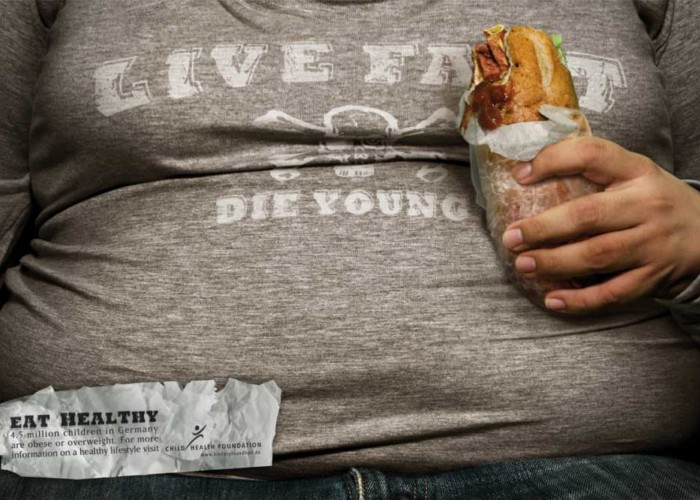 LIVE FA T
DIE YOUNG
EAT HEALTHY
4.5 million children in Germany
are obese or overweight. For more
information on a healthy lifestyle visit
CHILD HEALTH FOUNDATION